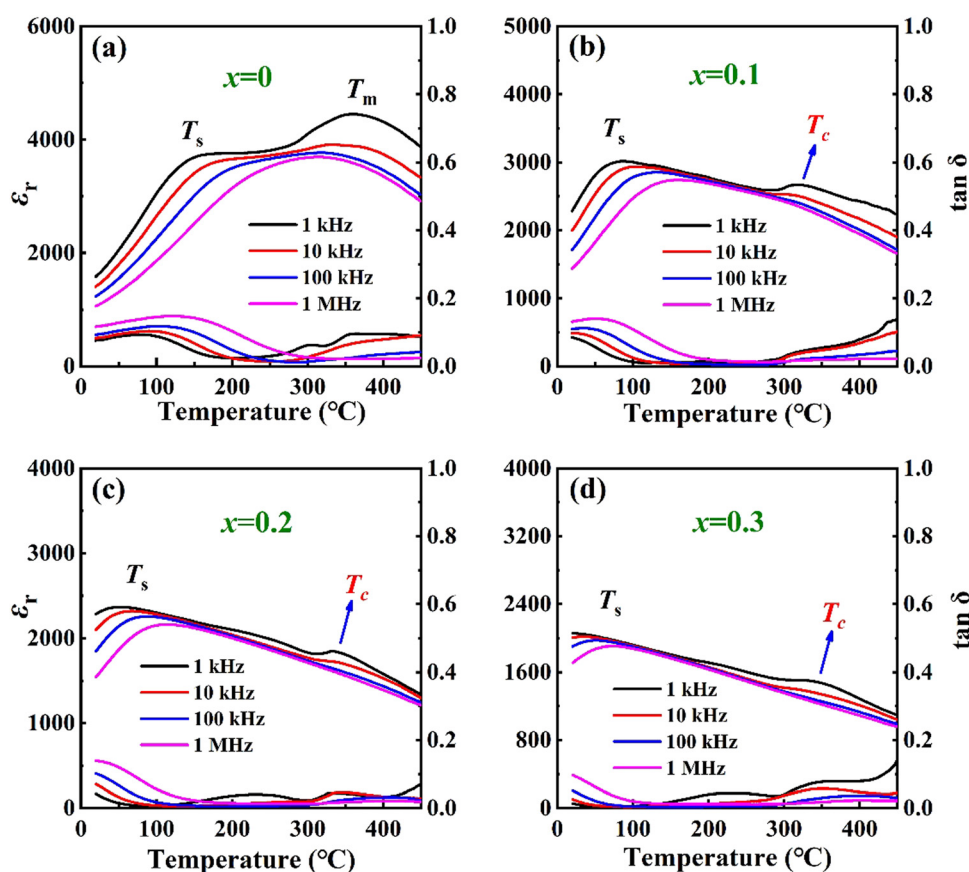 (a)
x=0
Ts
Tm
6000
4000
2000
0
εr
1.0
0.8
0.6
0.4
0.2
0.0
1 kHz
10 kHz
100 kHz
1 MHz
0 100 200 300 400
Temperature (℃)
(b)
x=0.1
Ts
Tc
5000
4000
3000
2000
1000
0
1.0
0.8
0.6
0.4
0.2
0.0
tan δ
1 kHz
10 kHz
100 kHz
1 MHz
0 100 200 300 400
Temperature (℃)
(c)
x=0.2
Ts
Tc
4000
3000
2000
1000
0
εr
1.0
0.8
0.6
0.4
0.2
0.0
1 kHz
10 kHz
100 kHz
1 MHz
0 100 200 300 400
Temperature (℃)
(d)
x=0.3
Ts
Tc
4000
3200
2400
1600
800
0
1.0
0.8
0.6
0.4
0.2
0.0
tan δ
1 kHz
10 kHz
100 kHz
1 MHz
0 100 200 300 400
Temperature (℃)